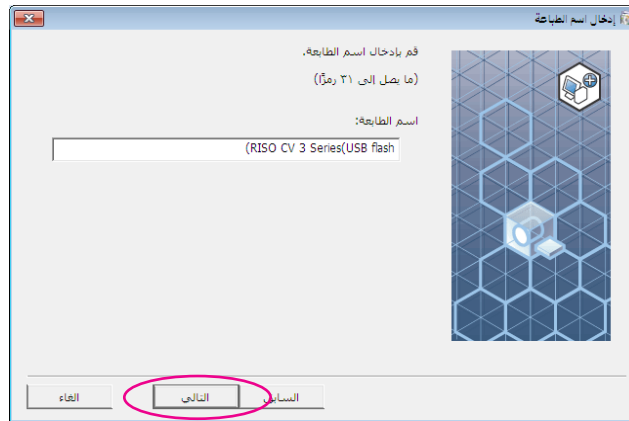 إدخال اسم الطباعة
قم بإدخال اسم الطابعة.
(ما يصل إلى ٣١ رمزًا)
اسم الطابعة:
(RISO CV 3 Series(USB flash
السابق
التالي
الغاء